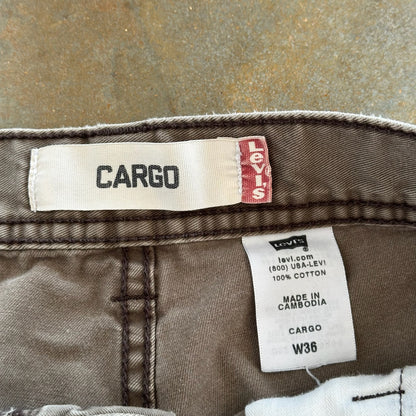 CARGO
Levi's
Levi's
levi.com
(800) USA-LEVI
100% COTTON
MADE IN
CAMBODIA
CARGO
W36